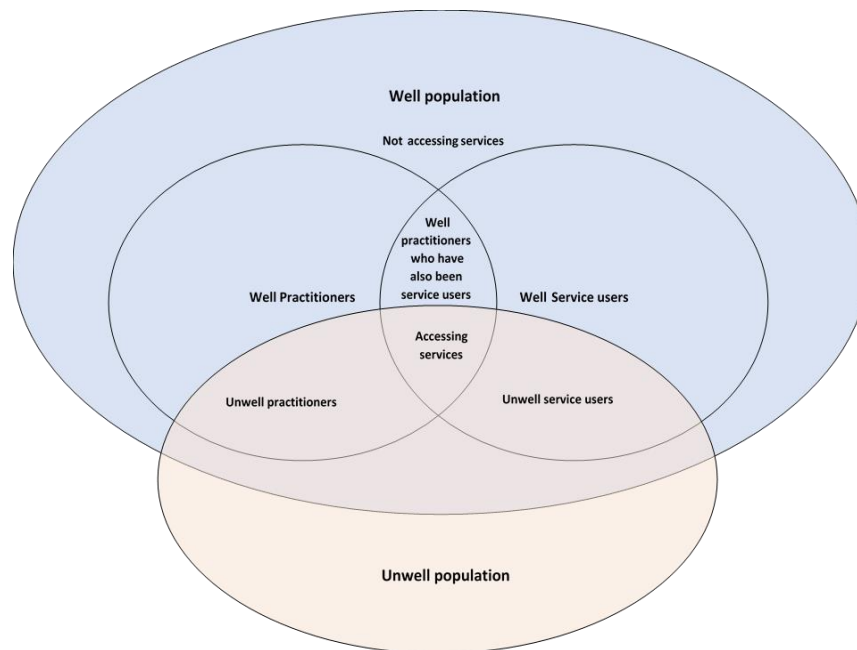 Well population
Not accessing services
Well
practitioners
who have
also been
service users
Well Practitioners
Well Service users
Accessing
services
Unwell practitioners
Unwell service users
Unwell population